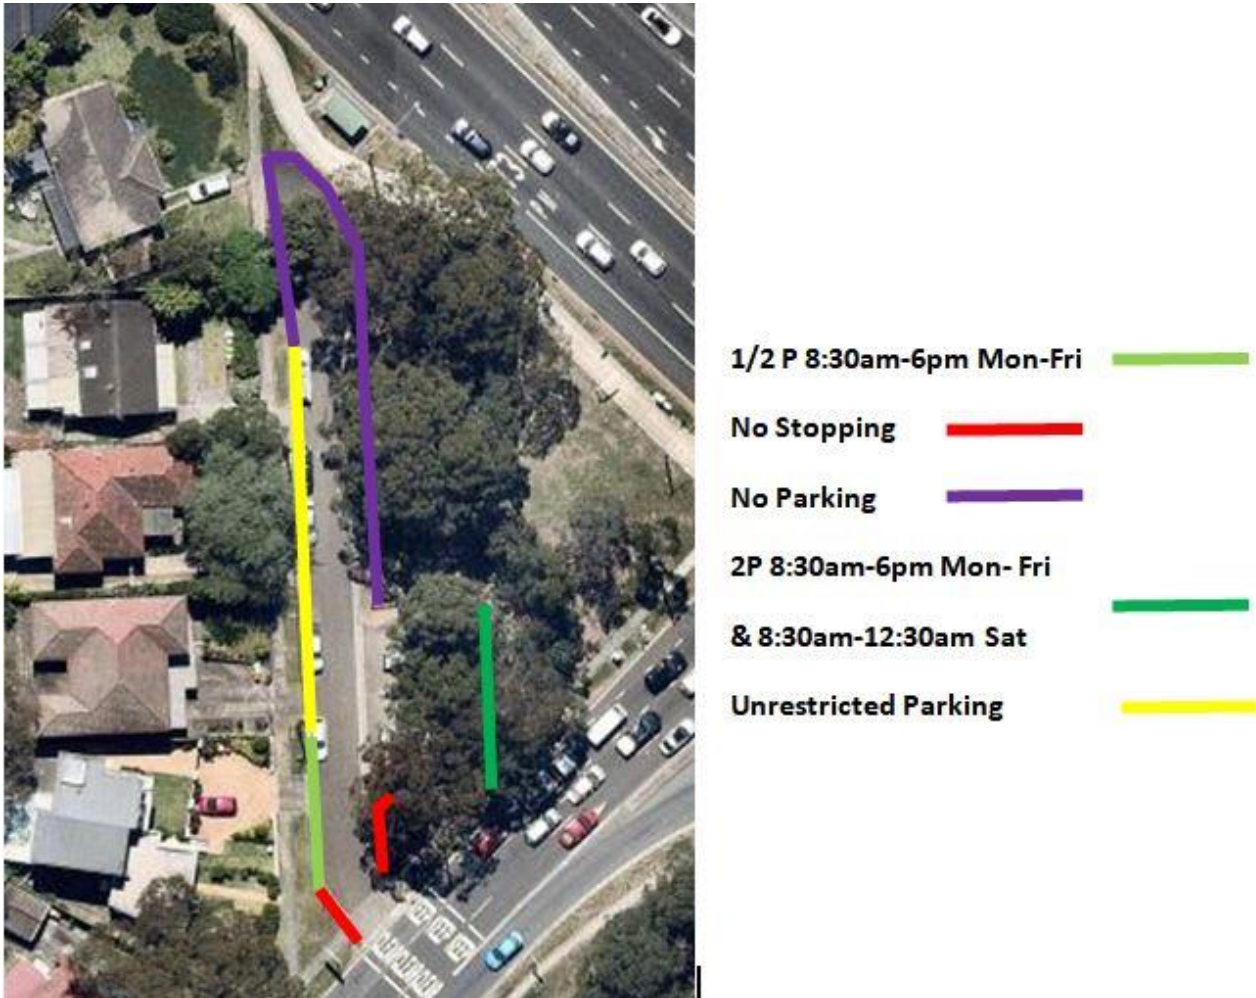 1/2 P 8:30am-6pm Mon-Fri
No Stopping
No Parking
2P 8:30am-6pm Mon- Fri
& 8:30am-12:30am Sat
Unrestricted Parking